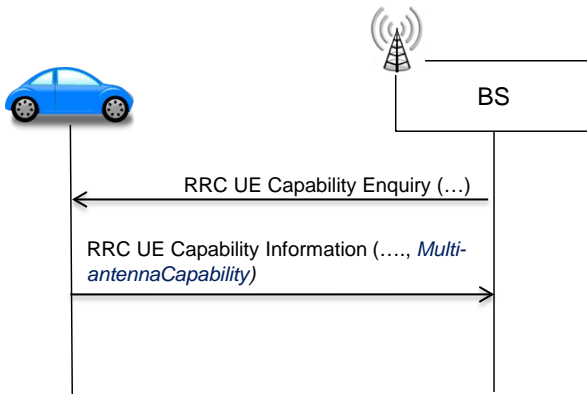 BS
RRC UE Capability Enquiry (…)
RRC UE Capability Information (…., Multi-
antennaCapability)